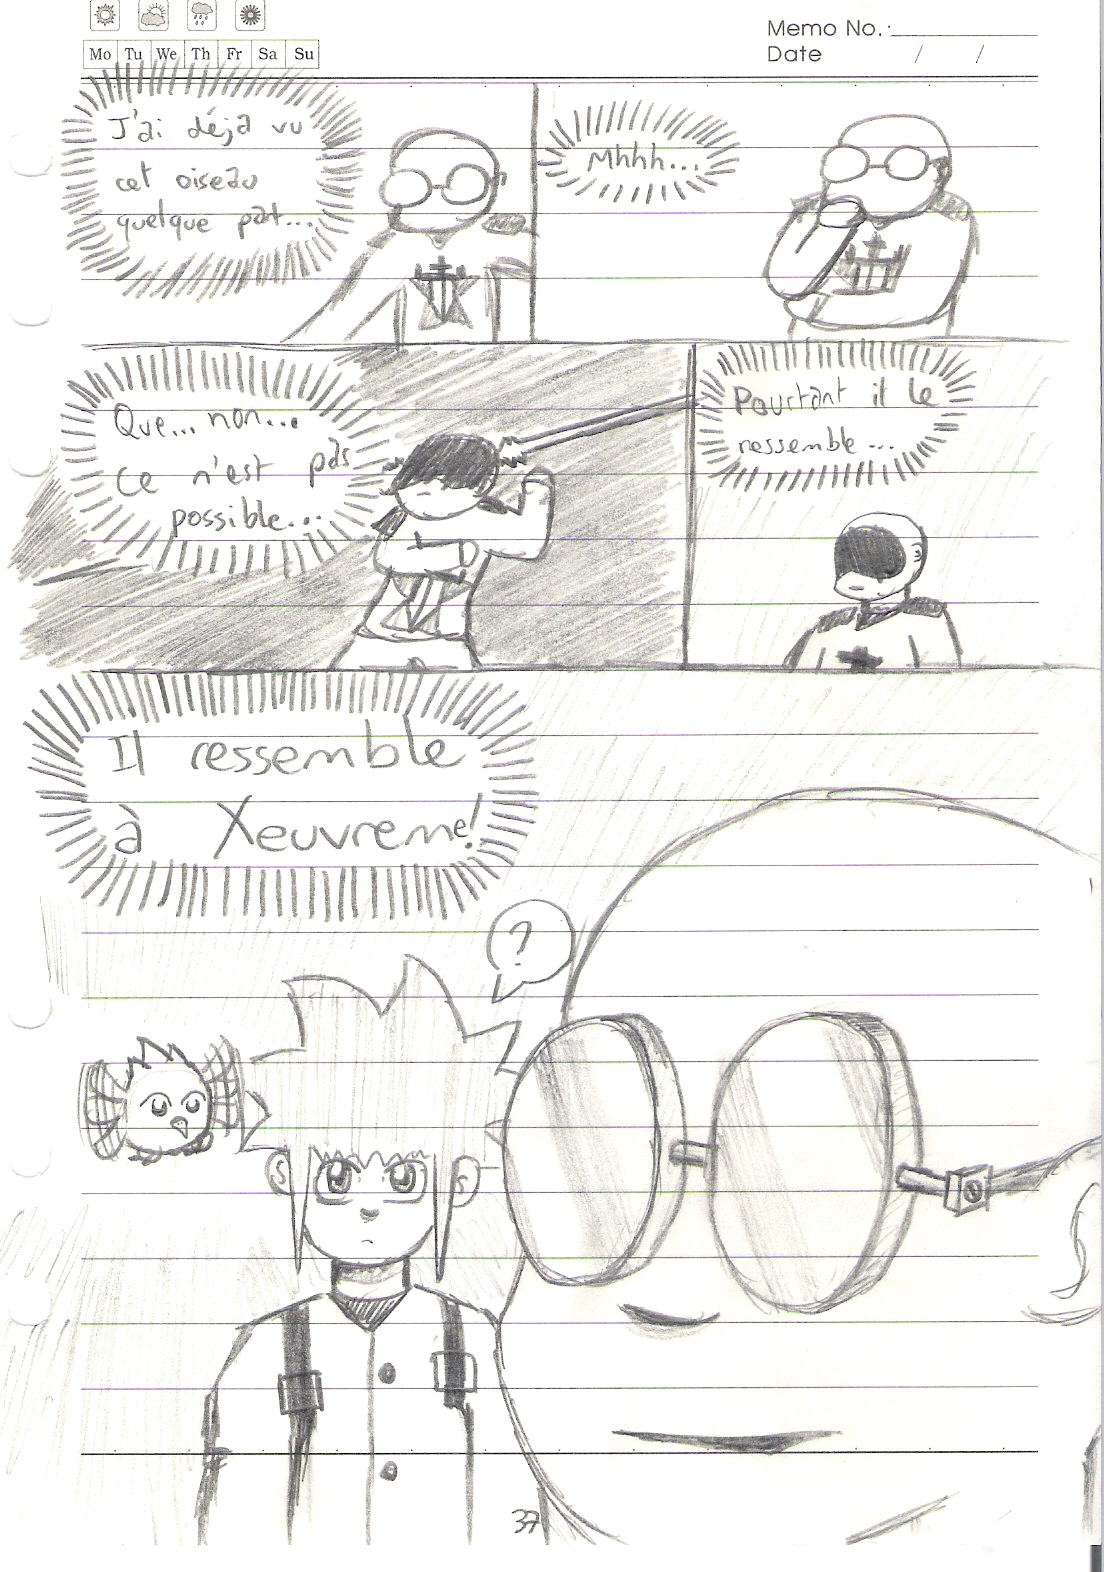 Memo No.:
Mo Tu We Th Fr Sa Su
Date / /
J'ai déjà vu
cet oiseau
quelque part...
Mhhh...
Que... non...
ce n'est pas
possible...
Pourtant il le
ressemble...
Il ressemble
à Xeuvreme!
?
37